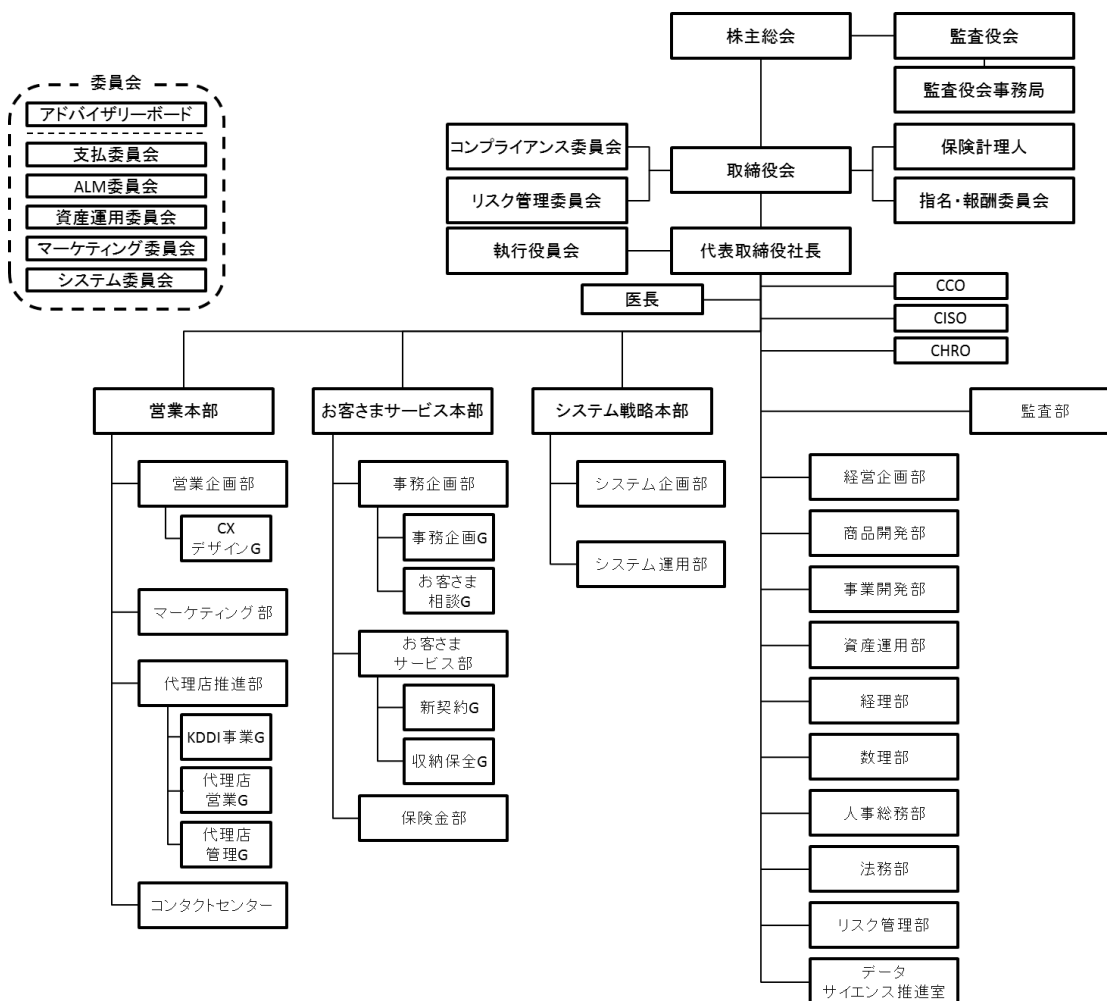 株主総会
監査役会
監査役会事務局
委員会
アドバイザリーボード
支払委員会
ALM委員会
資産運用委員会
マーケティング委員会
システム委員会
コンプライアンス委員会
リスク管理委員会
取締役会
保険計理人
指名・報酬委員会
執行役員会
代表取締役社長
医長
CCO
CISO
CHRO
営業本部
お客さまサービス本部
システム戦略本部
監査部
営業企画部
CX
デザインG
マーケティング部
代理店推進部
KDDI事業G
代理店
営業G
代理店
管理G
コンタクトセンター
事務企画部
事務企画G
お客さま
相談G
お客さま
サービス部
新契約G
収納保全G
保険金部
システム企画部
システム運用部
経営企画部
商品開発部
事業開発部
資産運用部
経理部
数理部
人事総務部
法務部
リスク管理部
データ
サイエンス推進室